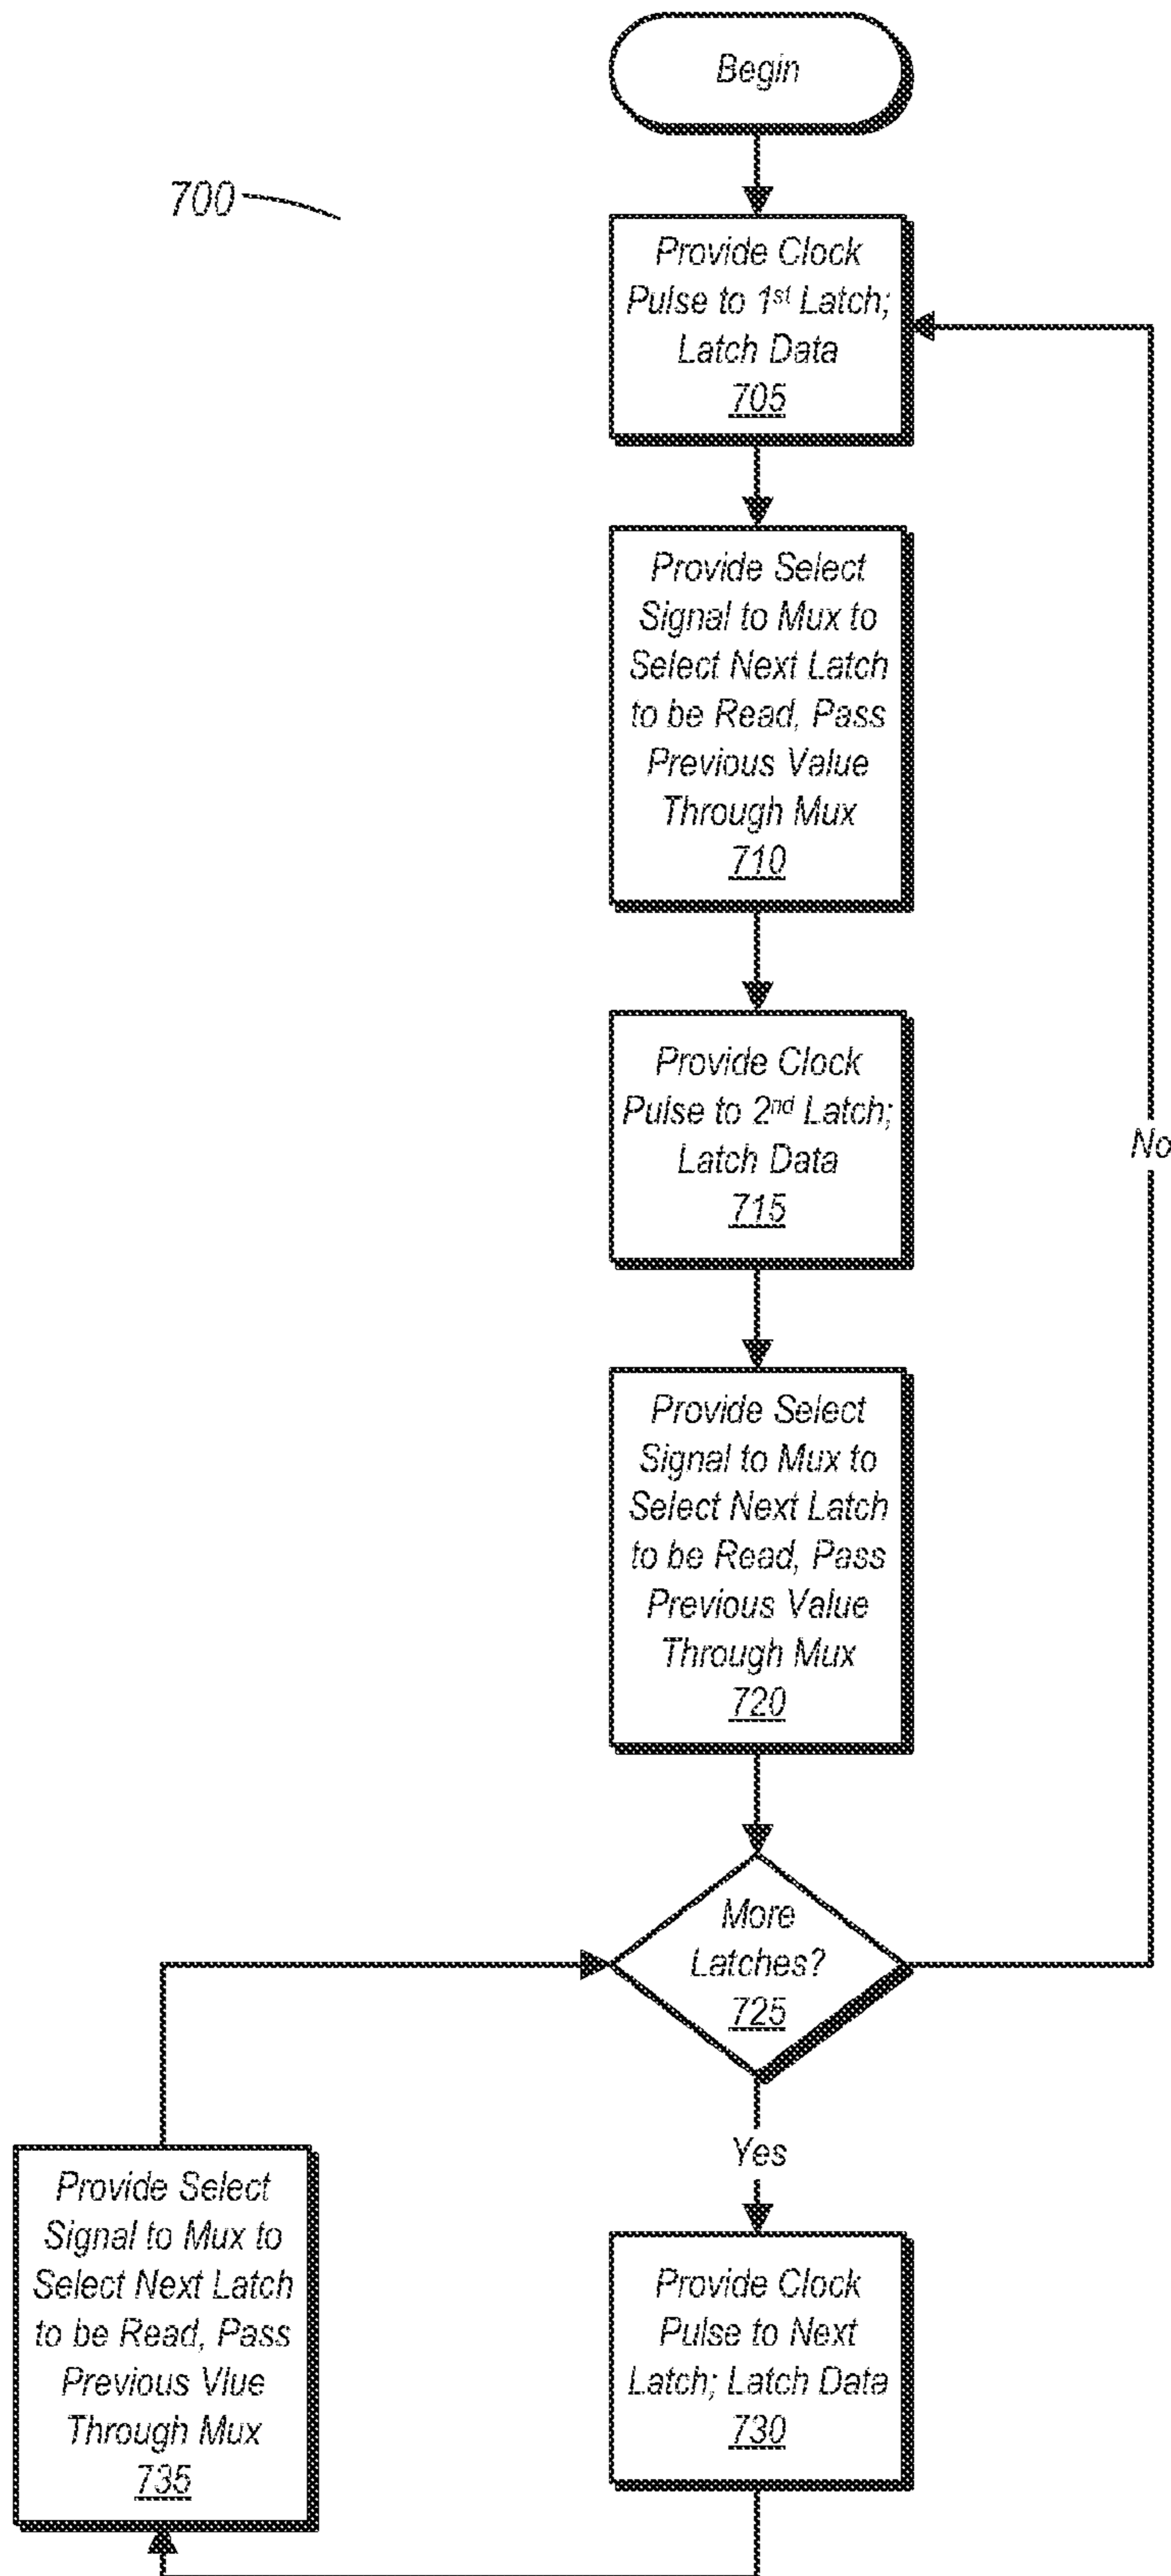 Begin
700
Provide Clock
Pulse to 1st Latch;
Latch Data
705
Provide Select
Signal to Mux to
Select Next Latch
to be Read, Pass
Previous Value
Through Mux
710
Provide Clock
Pulse to 2nd Latch;
Latch Data
715
No
Provide Select
Signal to Mux to
Select Next Latch
to be Read, Pass
Previous Value
Through Mux
720
More
Latches?
725
Yes
Provide Clock
Pulse to Next
Latch; Latch Data
730
Provide Select
Signal to Mux to
Select Next Latch
to be Read, Pass
Previous Vlue
Through Mux
735